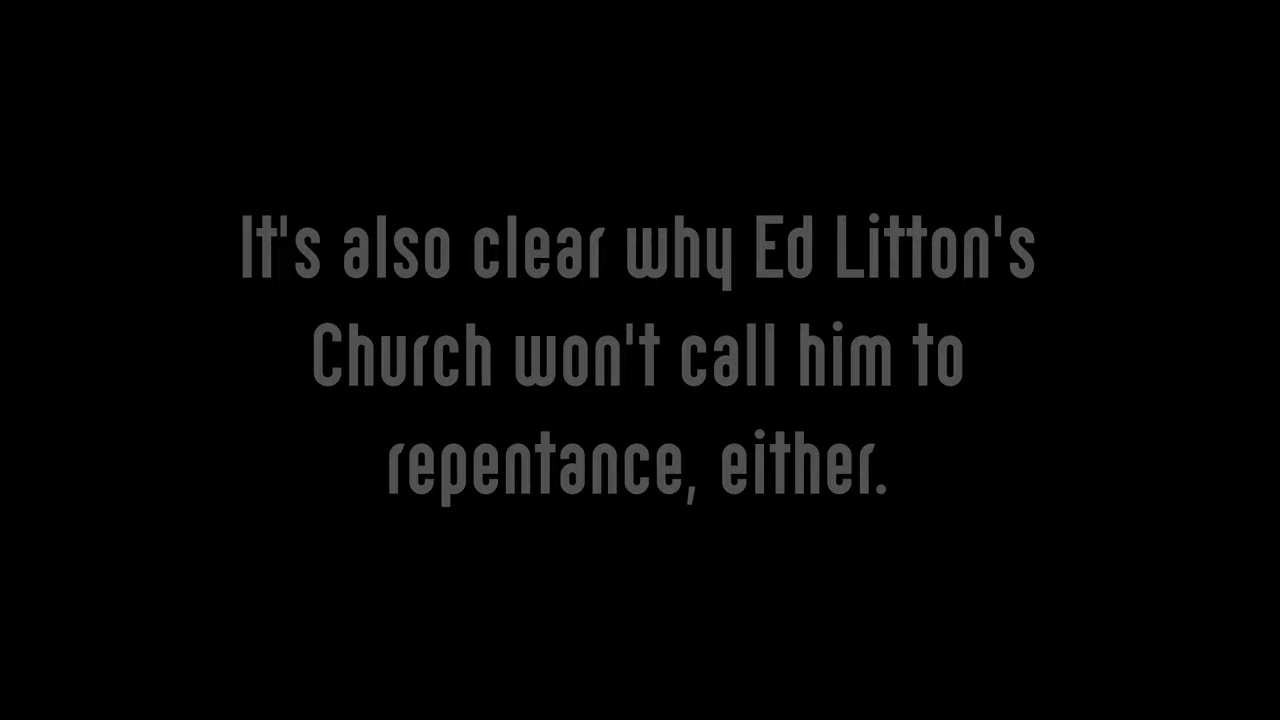 It's also clear why Ed Litton's
Church won't call him to
repentance, either.